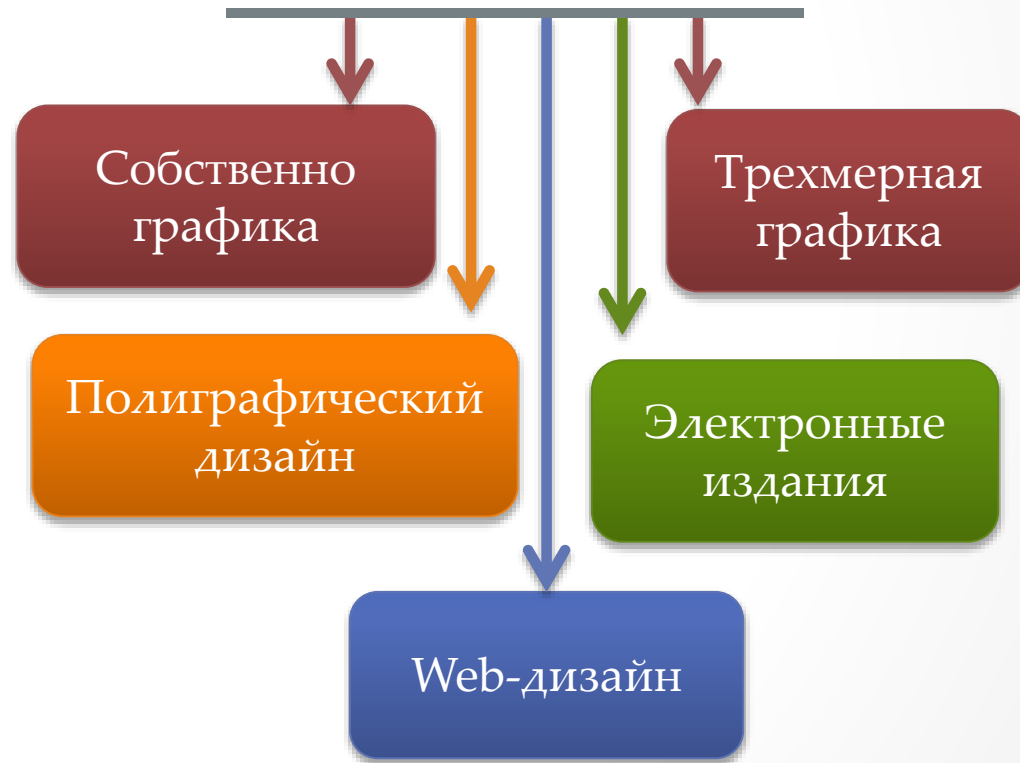 Собственно
графика
Трехмерная
графика
Полиграфический
дизайн
Электронные
издания
Web-дизайн